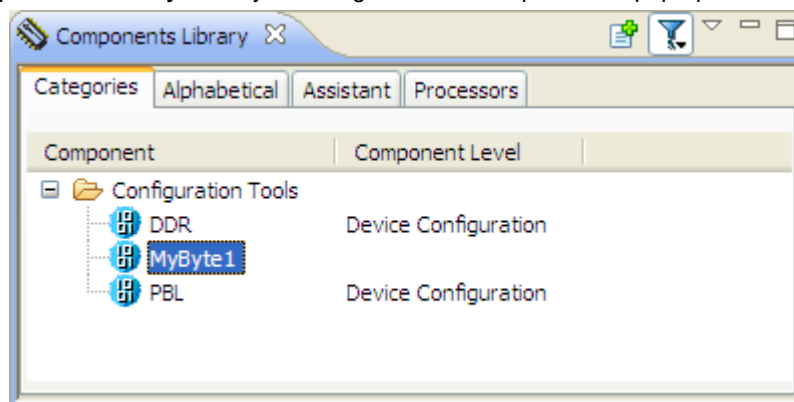 Components Library
Categories Alphabetical Assistant Processors
Component Component Level
Configuration Tools
DDR Device Configuration
MyByte1
PBL Device Configuration